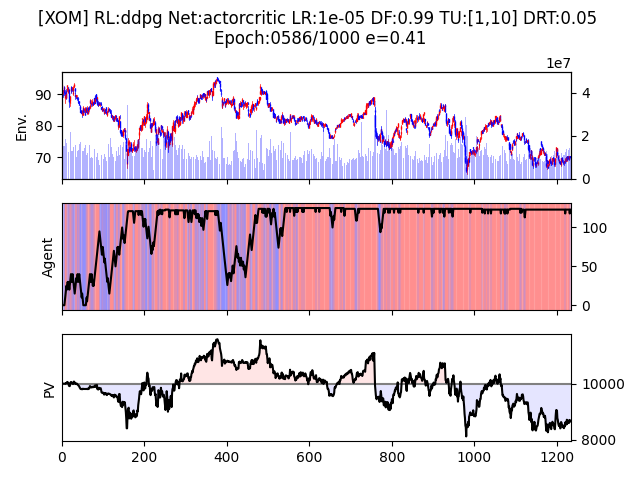 [XOM] RL:ddpg Net:actorcritic LR:1e-05 DF:0.99 TU:[1,10] DRT:0.05
Epoch:0586/1000 e=0.41
1e7
Env.
90
80
70
4
2
0
Agent
100
50
0
PV
10000
8000
0 200 400 600 800 1000 1200